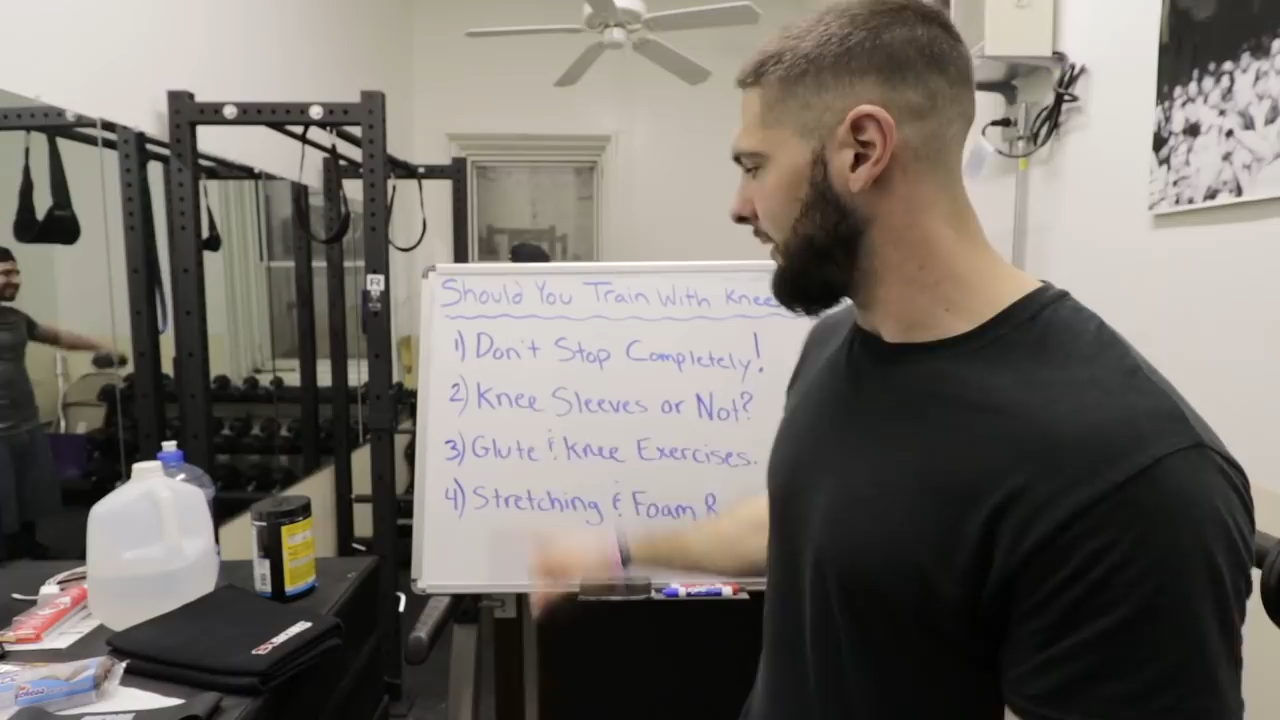 Should You Train With Knee
1) Don't Stop Completely!
2) Knee Sleeves or Not?
3) Glute & Knee Exercises.
4) Stretching & Foam R
R